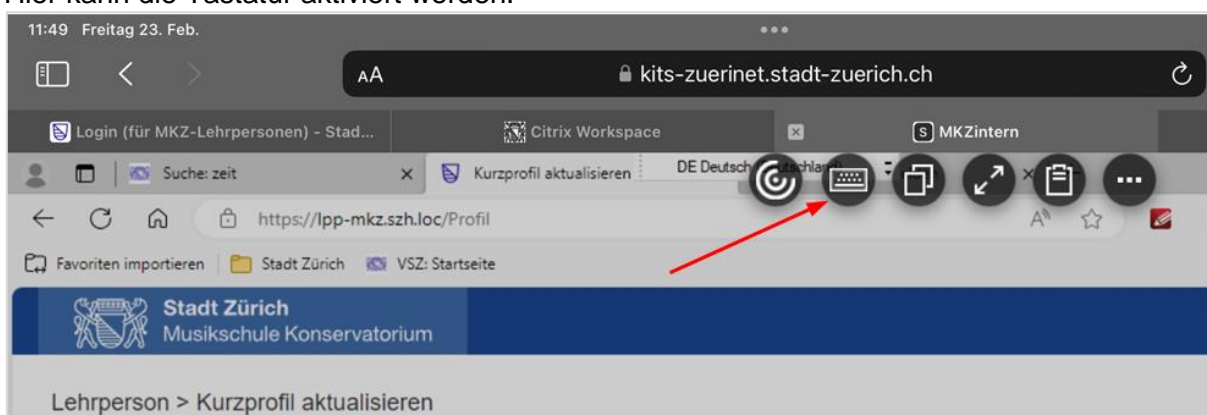 Hier kann die Tastatur aktiviert werden.
11:49 Freitag 23. Feb.
AA kits-zuerinet.stadt-zuerich.ch
Login (für MKZ-Lehrpersonen) – Stad... Citrix Workspace S MKZintern
Suche: zeit Kurzprofil aktualisieren DE Deutsch
https://lpp-mkz.szh.loc/Profil A
Favoriten importieren Stadt Zürich VSZ: Startseite
Stadt Zürich
Musikschule Konservatorium
Lehrperson > Kurzprofil aktualisieren